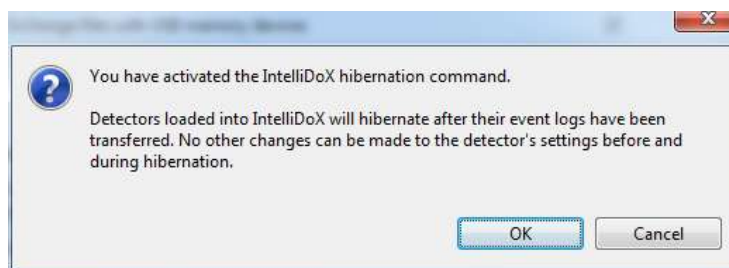 You have activated the IntelliDoX hibernation command.
Detectors loaded into IntelliDoX will hibernate after their event logs have been
transferred. No other changes can be made to the detector's settings before and
during hibernation.
OK
Cancel